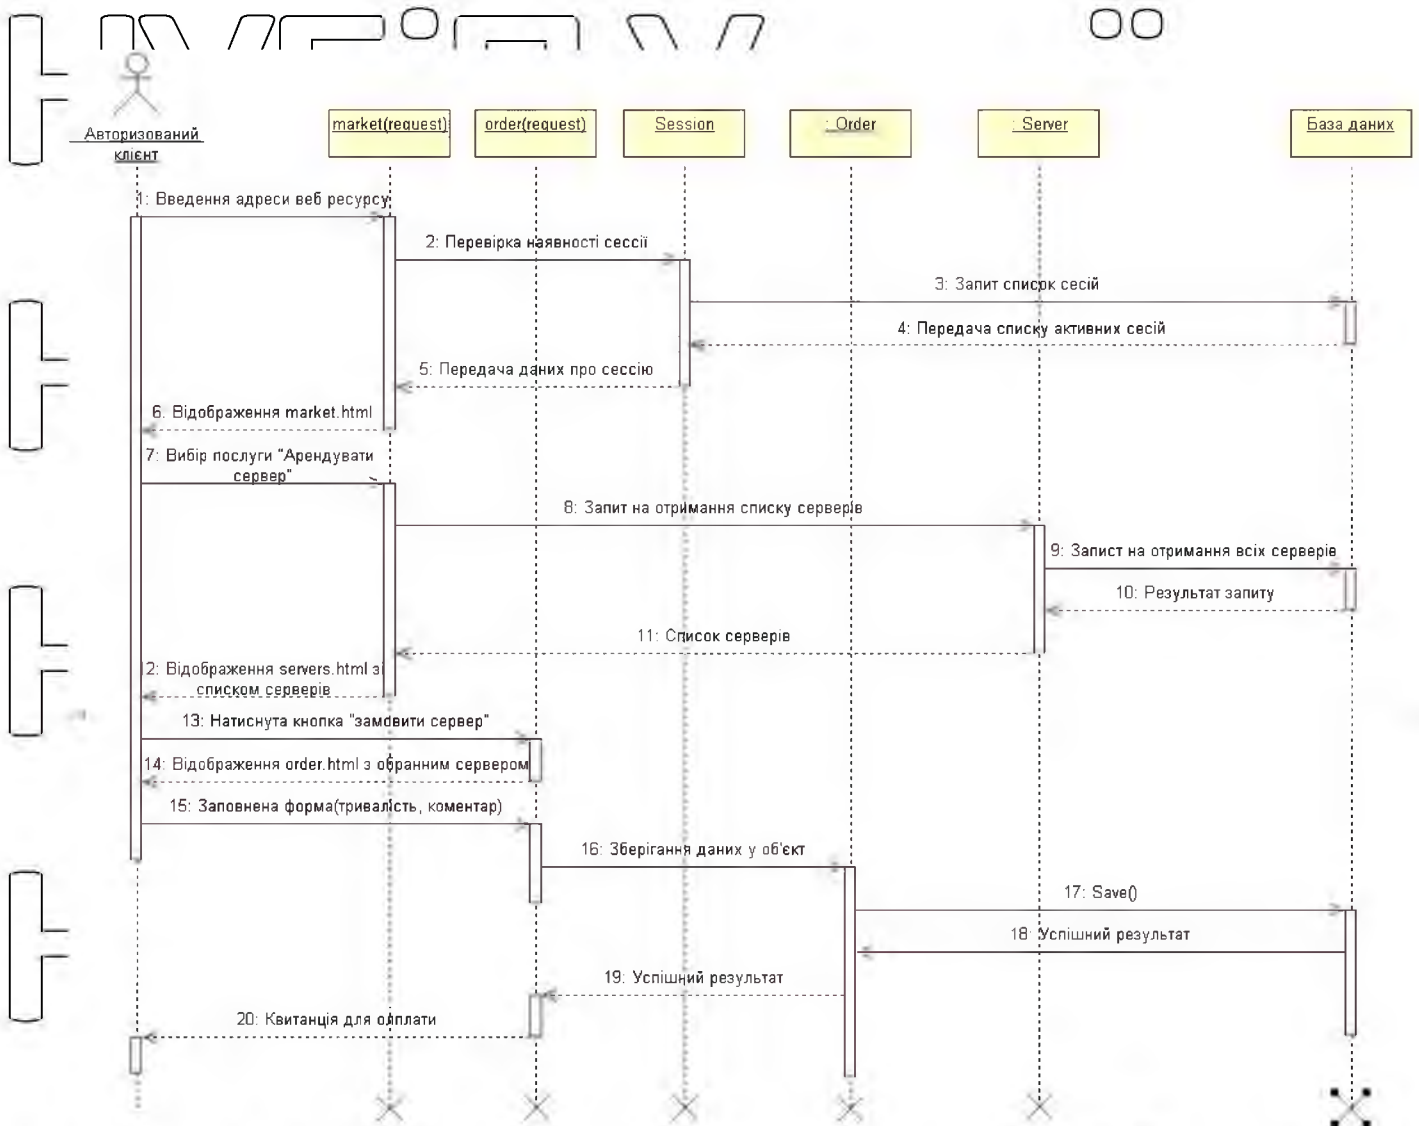 Авторизований
клієнт
market(request)
order(request)
Session
: Order
: Server
База даних
1: Введення адреси веб ресурсу
2: Перевірка наявності сессії
3: Запит список сесій
4: Передача списку активних сесій
5: Передача даних про сессію
6: Відображення market.html
7: Вибір послуги "Арендувати
сервер"
8: Запит на отримання списку серверів
9: Запист на отримання всіх серверів
10: Результат запиту
11: Список серверів
12: Відображення servers.html зі
списком серверів
13: Натиснута кнопка "замовити сервер"
14: Відображення order.html з обранним сервером
15: Заповнена форма(тривалість, коментар)
16: Зберігання даних у об'єкт
17: Save()
18: Успішний результат
19: Успішний результат
20: Квитанція для олплати